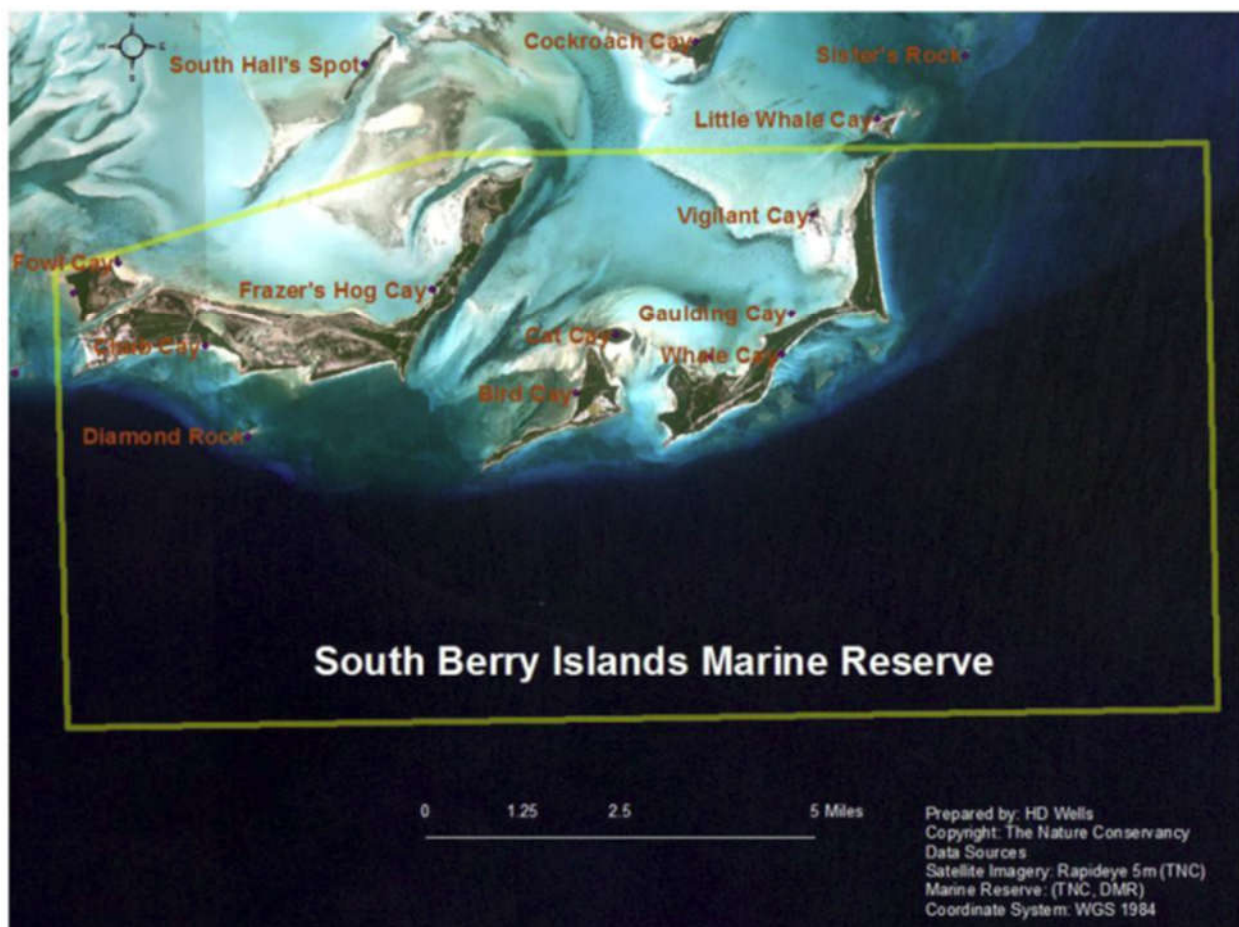 Cockroach Cay
Sister's Rock
South Hall's Spot
Little Whale Cay
Vigilant Cay
Fowl Cay
Frazer's Hog Cay
Gaulding Cay
Cat Cay
Chub Cay
Whale Cay
Bird Cay
Diamond Rock
South Berry Islands Marine Reserve
0 1.25 2.5 5 Miles
Prepared by: HD Wells
Copyright: The Nature Conservancy
Data Sources
Satellite Imagery: Rapideye 5m (TNC)
Marine Reserve: (TNC, DMR)
Coordinate System: WGS 1984